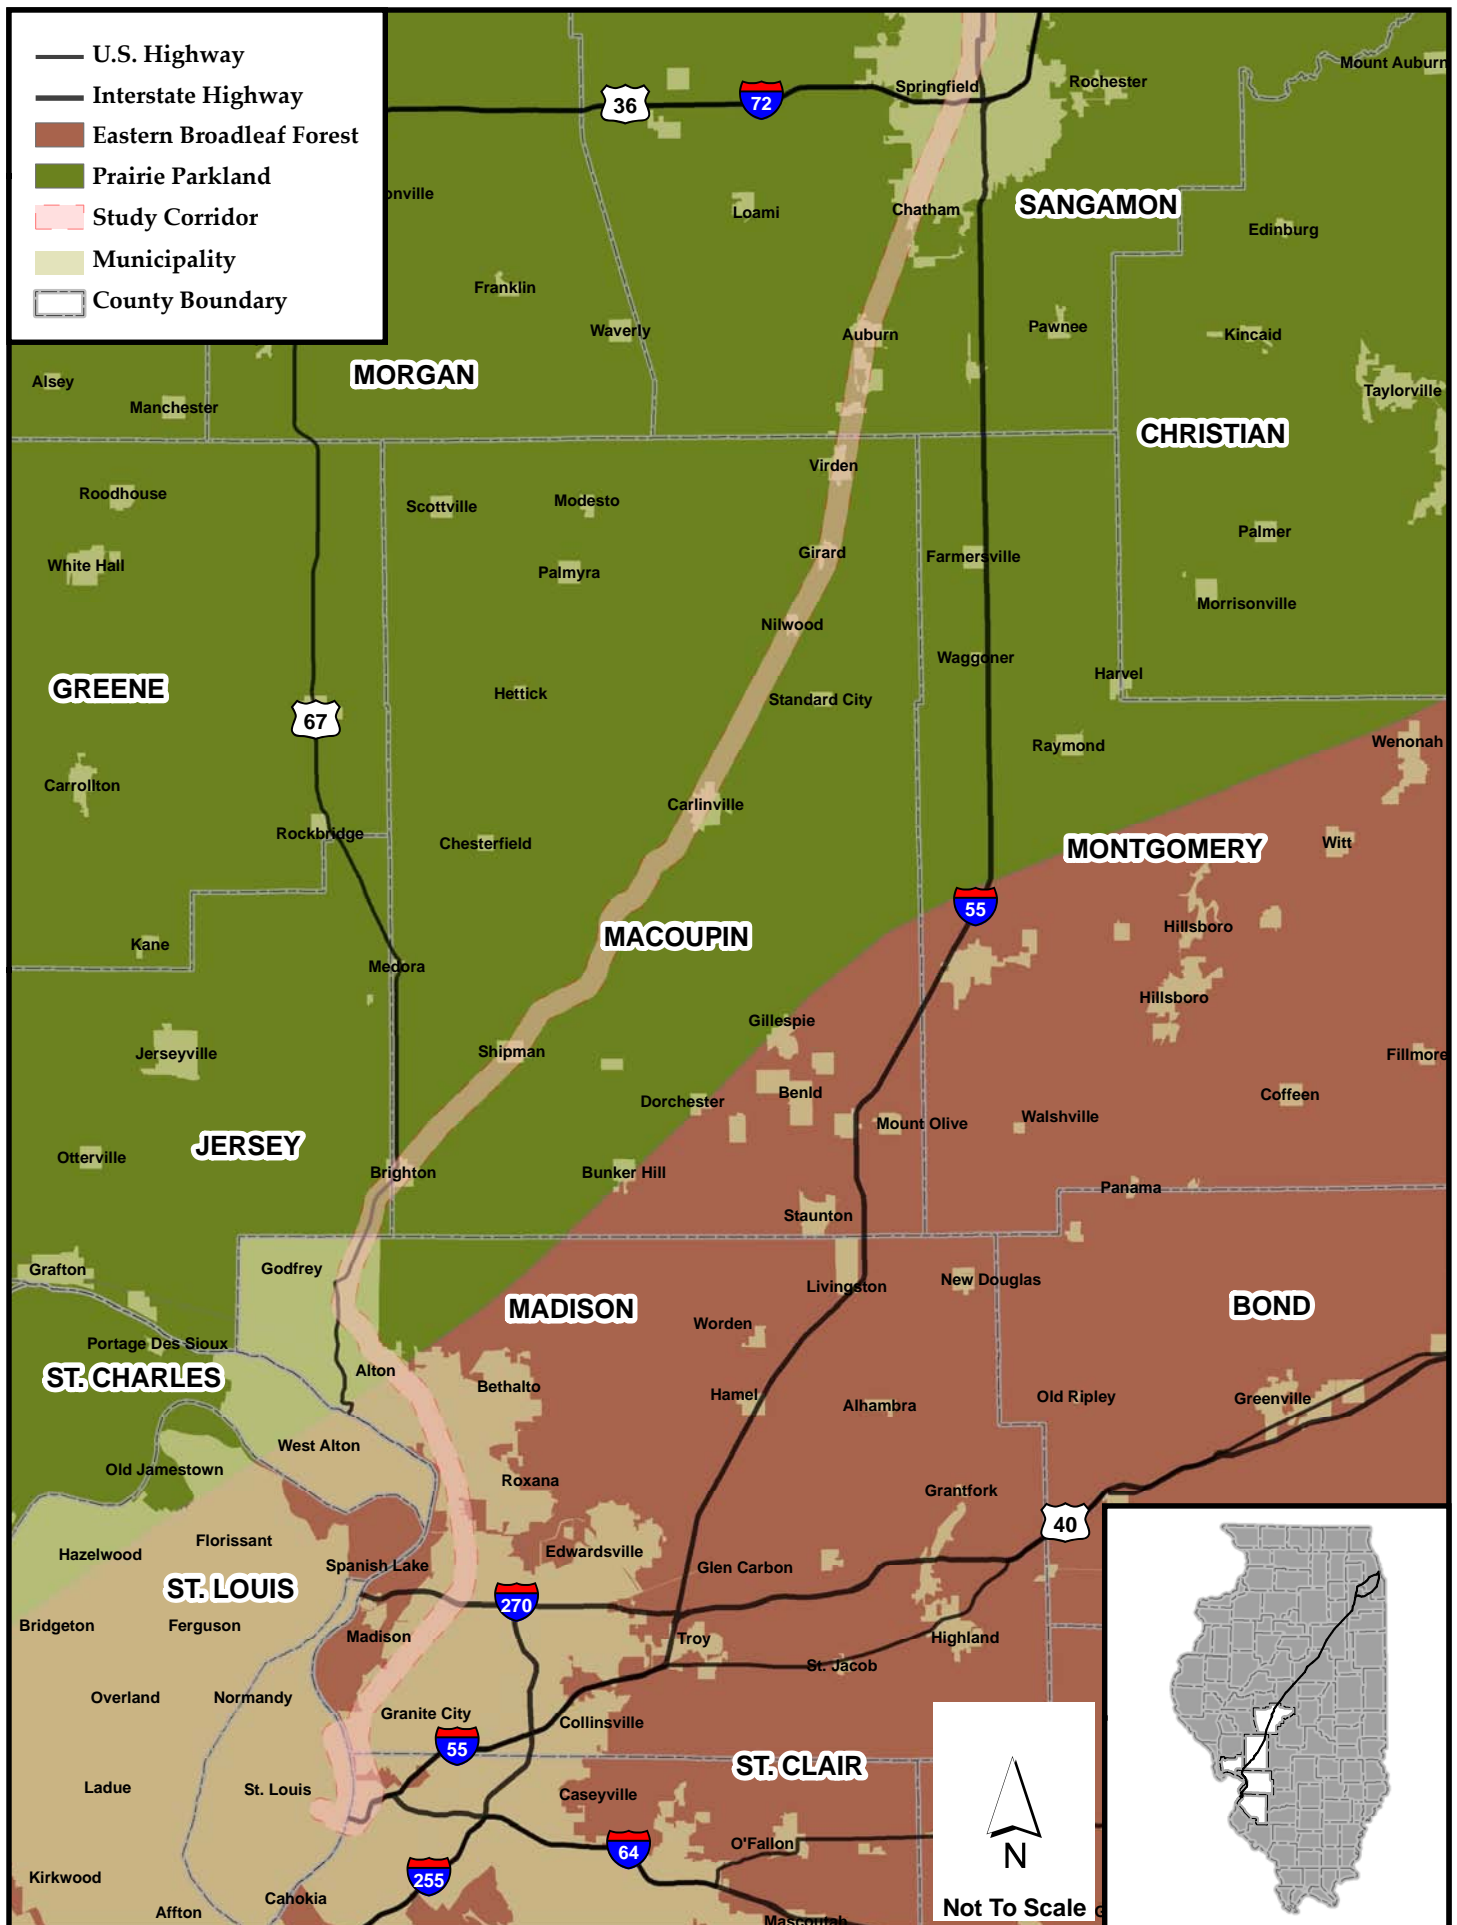 U.S. Highway
Interstate Highway
Eastern Broadleaf Forest
Prairie Parkland
Study Corridor
Municipality
County Boundary
36
72
Springfield
Rochester
Mount Auburn
onville
Loami
Chatham
SANGAMON
Edinburg
Franklin
Waverly
Auburn
Pawnee
Kincaid
Alsey
Manchester
MORGAN
Taylorville
CHRISTIAN
Virden
Roodhouse
Scottville
Modesto
Palmer
White Hall
Palmyra
Girard
Farmersville
Morrisonville
Nilwood
Waggoner
Harvel
GREENE
Hettick
Standard City
67
Raymond
Wenonah
Carrollton
Carlinville
Rockbridge
Chesterfield
MONTGOMERY
Witt
55
Hillsboro
Kane
MACOUPIN
Medora
Hillsboro
Gillespie
Jerseyville
Shipman
Fillmore
Dorchester
Benld
Coffeen
Mount Olive
Walshville
JERSEY
Otterville
Brighton
Bunker Hill
Panama
Staunton
Grafton
Godfrey
Livingston
New Douglas
MADISON
BOND
Worden
Portage Des Sioux
ST. CHARLES
Alton
Bethalto
Hamel
Alhambra
Old Ripley
Greenville
West Alton
Old Jamestown
Roxana
Grantfork
40
Florissant
Hazelwood
Spanish Lake
Edwardsville
Glen Carbon
ST. LOUIS
270
Bridgeton
Ferguson
Madison
Troy
Highland
St. Jacob
Overland
Normandy
Granite City
Collinsville
55
ST. CLAIR
Ladue
St. Louis
Caseyville
O'Fallon
64
Kirkwood
255
Cahokia
Affton
Mascoutah
N
Not To Scale